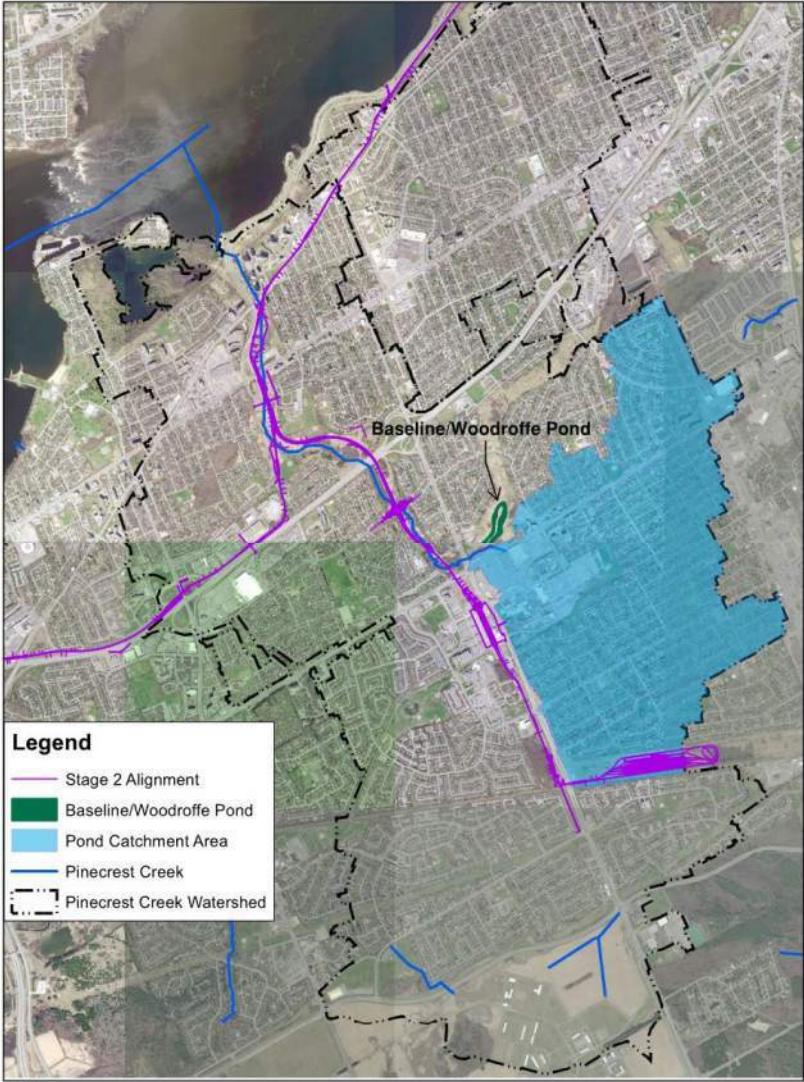 Baseline/Woodroffe Pond
Legend
Stage 2 Alignment
Baseline/Woodroffe Pond
Pond Catchment Area
Pinecrest Creek
Pinecrest Creek Watershed